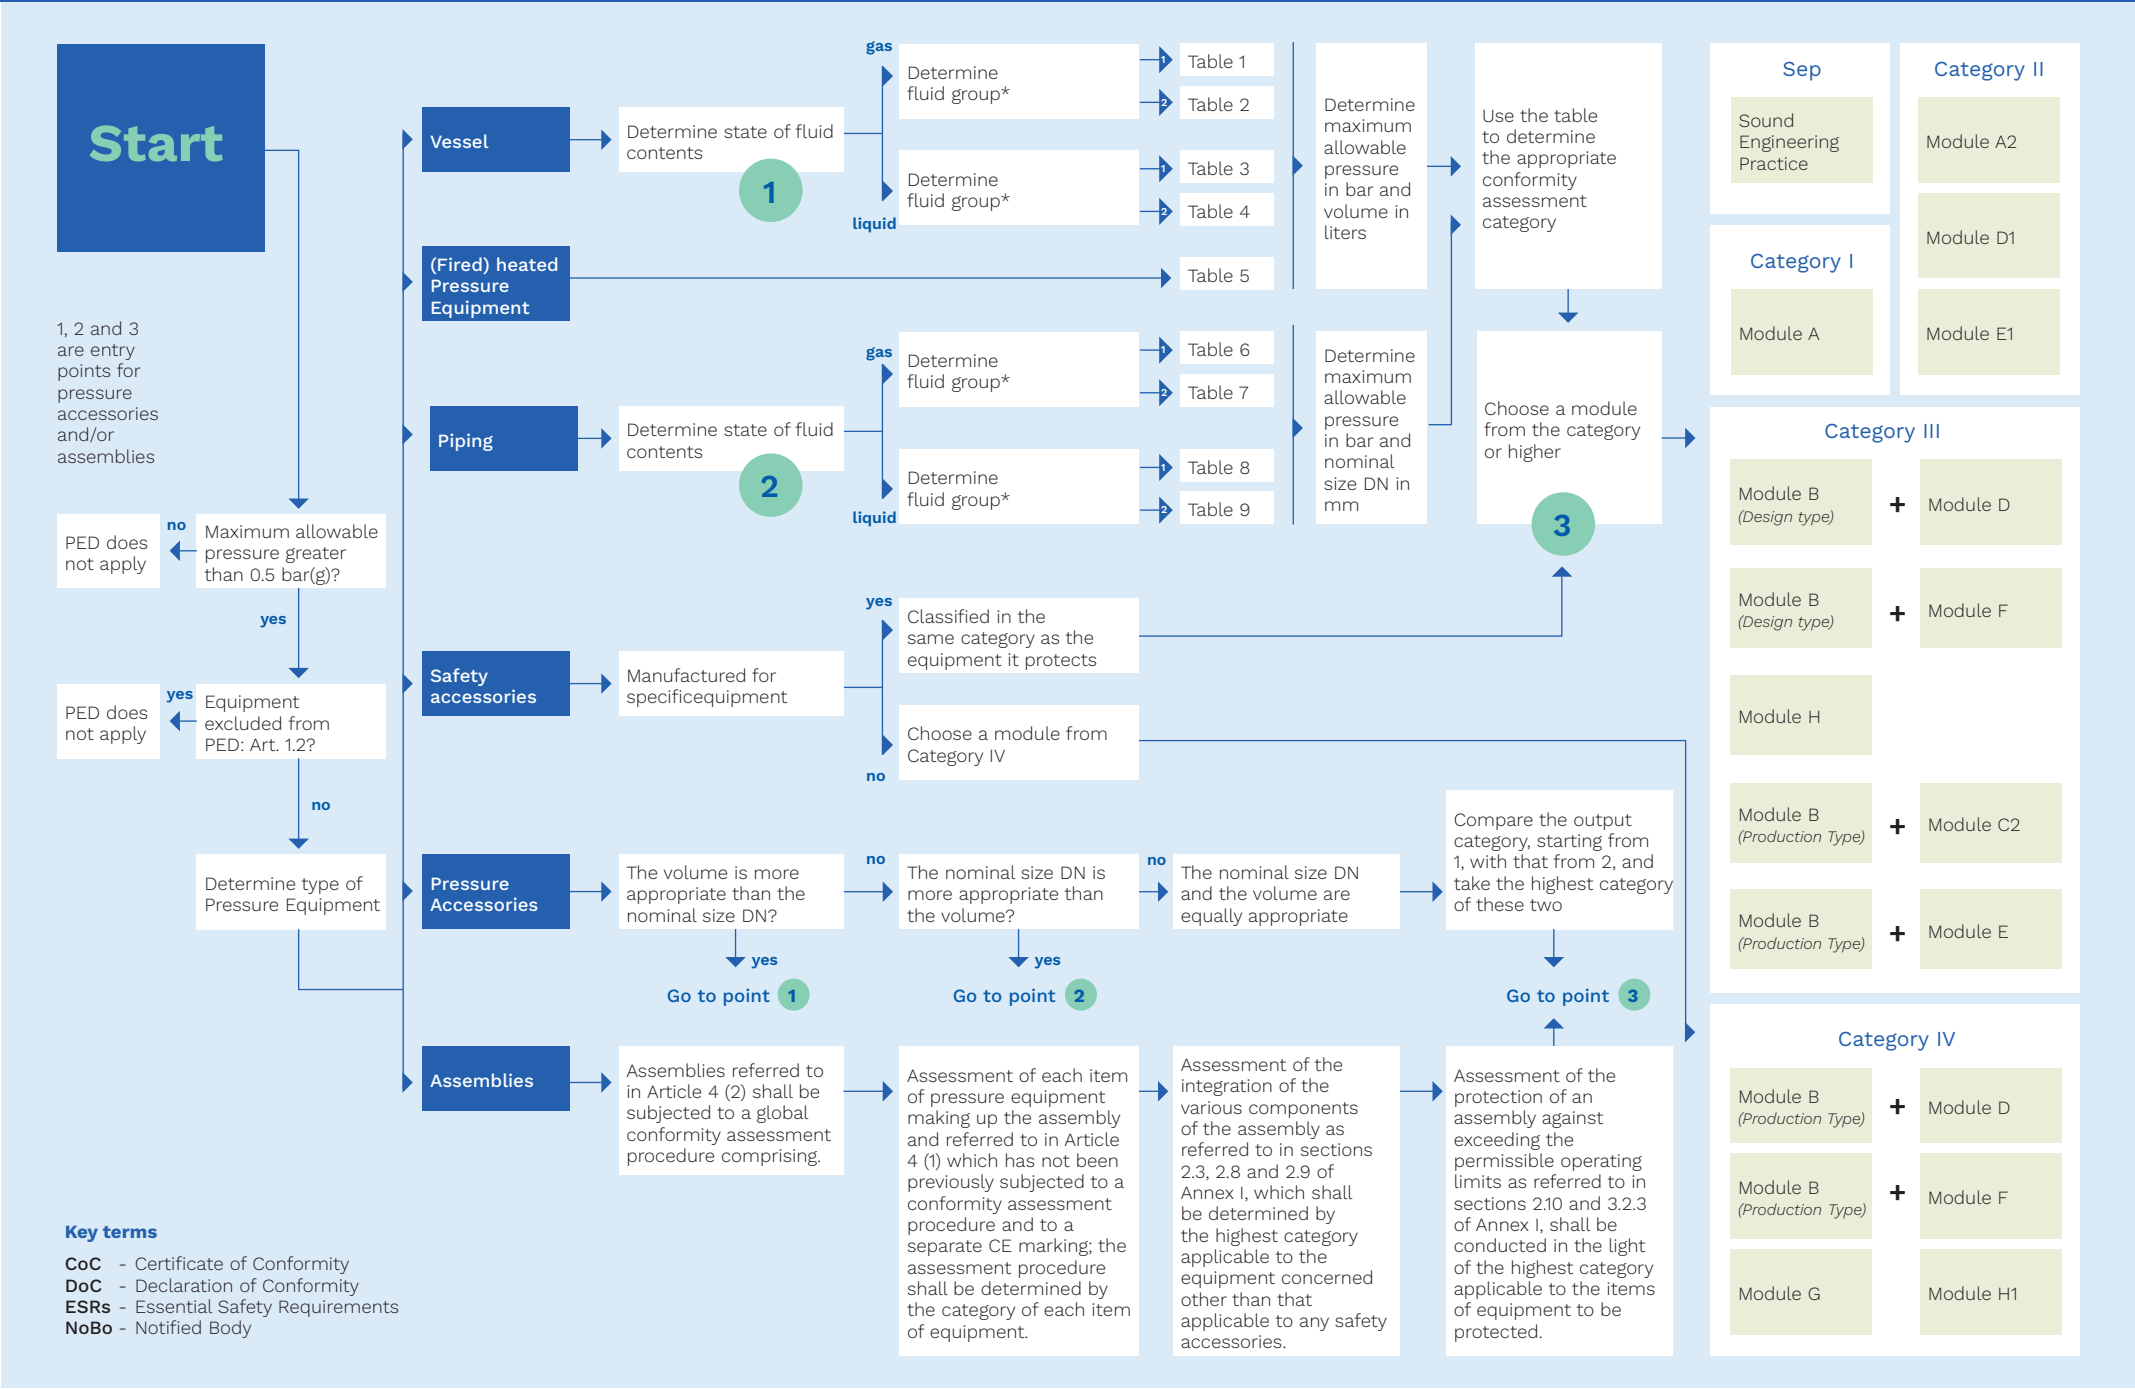 Start
1, 2 and 3
are entry
points for
pressure
accessories
and/or
assemblies
no
PED does
not apply
Maximum allowable
pressure greater
than 0.5 bar(g)?
yes
yes
PED does
not apply
Equipment
excluded from
PED: Art. 1.2?
no
Determine type of
Pressure Equipment
Key terms
CoC - Certificate of Conformity
DoC - Declaration of Conformity
ESRs - Essential Safety Requirements
NoBo - Notified Body
Vessel
Determine state of fluid
contents
1
gas
Determine
fluid group*
1
Table 1
2
Table 2
liquid
Determine
fluid group*
1
Table 3
2
Table 4
(Fired) heated
Pressure
Equipment
Table 5
Determine
maximum
allowable
pressure
in bar and
volume in
liters
Use the table
to determine
the appropriate
conformity
assessment
category
Piping
Determine state of fluid
contents
2
gas
Determine
fluid group*
1
Table 6
2
Table 7
liquid
Determine
fluid group*
1
Table 8
2
Table 9
Determine
maximum
allowable
pressure
in bar and
nominal
size DN in
mm
Choose a module
from the category
or higher
3
Safety
accessories
Manufactured for
specificequipment
yes
Classified in the
same category as the
equipment it protects
no
Choose a module from
Category IV
Pressure
Accessories
The volume is more
appropriate than the
nominal size DN?
yes
Go to point 1
no
The nominal size DN is
more appropriate than
the volume?
yes
Go to point 2
no
The nominal size DN
and the volume are
equally appropriate
Compare the output
category, starting from
1, with that from 2, and
take the highest category
of these two
Go to point 3
Assemblies
Assemblies referred to
in Article 4 (2) shall be
subjected to a global
conformity assessment
procedure comprising.
Assessment of each item
of pressure equipment
making up the assembly
and referred to in Article
4 (1) which has not been
previously subjected to a
conformity assessment
procedure and to a
separate CE marking; the
assessment procedure
shall be determined by
the category of each item
of equipment.
Assessment of the
integration of the
various components
of the assembly as
referred to in sections
2.3, 2.8 and 2.9 of
Annex I, which shall
be determined by
the highest category
applicable to the
equipment concerned
other than that
applicable to any safety
accessories.
Assessment of the
protection of an
assembly against
exceeding the
permissible operating
limits as referred to in
sections 2.10 and 3.2.3
of Annex I, shall be
conducted in the light
of the highest category
applicable to the items
of equipment to be
protected.
Sep
Sound
Engineering
Practice
Category I
Module A
Category II
Module A2
Module D1
Module E1
Category III
Module B
(Design type)
+
Module D
Module B
(Design type)
+
Module F
Module H
Module B
(Production Type)
+
Module C2
Module B
(Production Type)
+
Module E
Category IV
Module B
(Production Type)
+
Module D
Module B
(Production Type)
+
Module F
Module G
Module H1